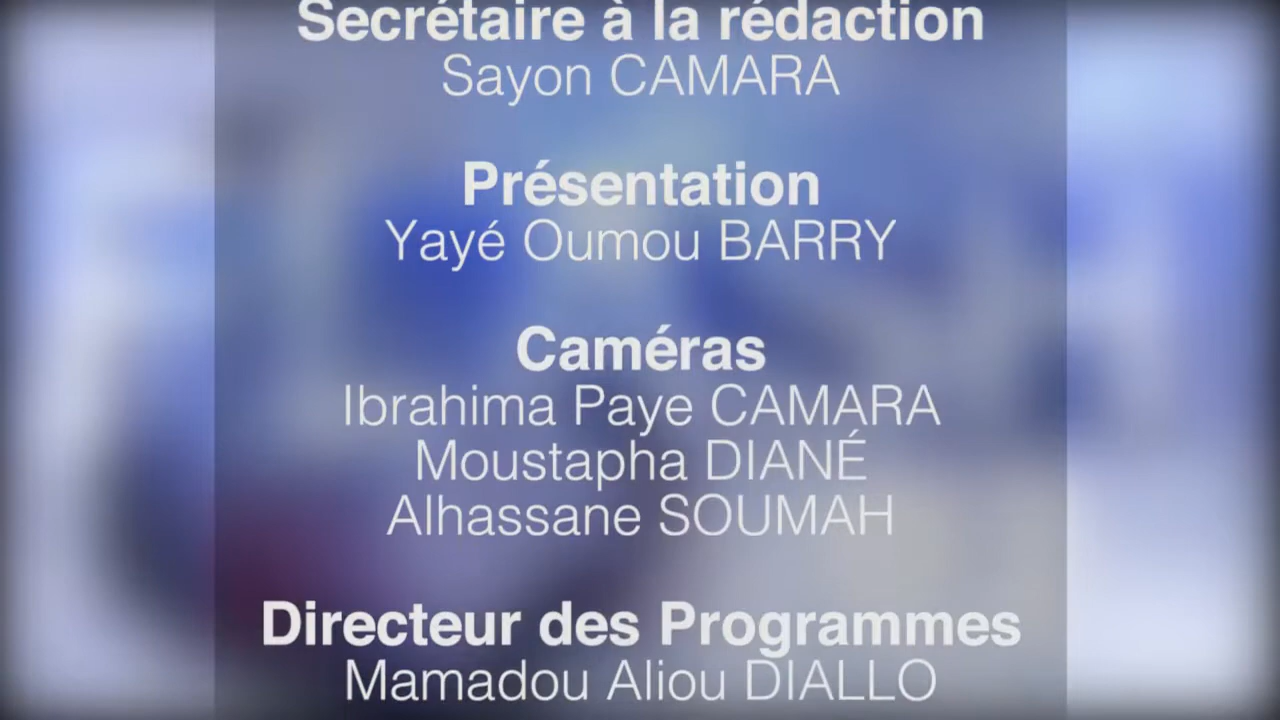 Secrétaire à la rédaction
Sayon CAMARA
Présentation
Yayé Oumou BARRY
Caméras
Ibrahima Paye CAMARA
Moustapha DIANÉ
Alhassane SOUMAH
Directeur des Programmes
Mamadou Aliou DIALLO